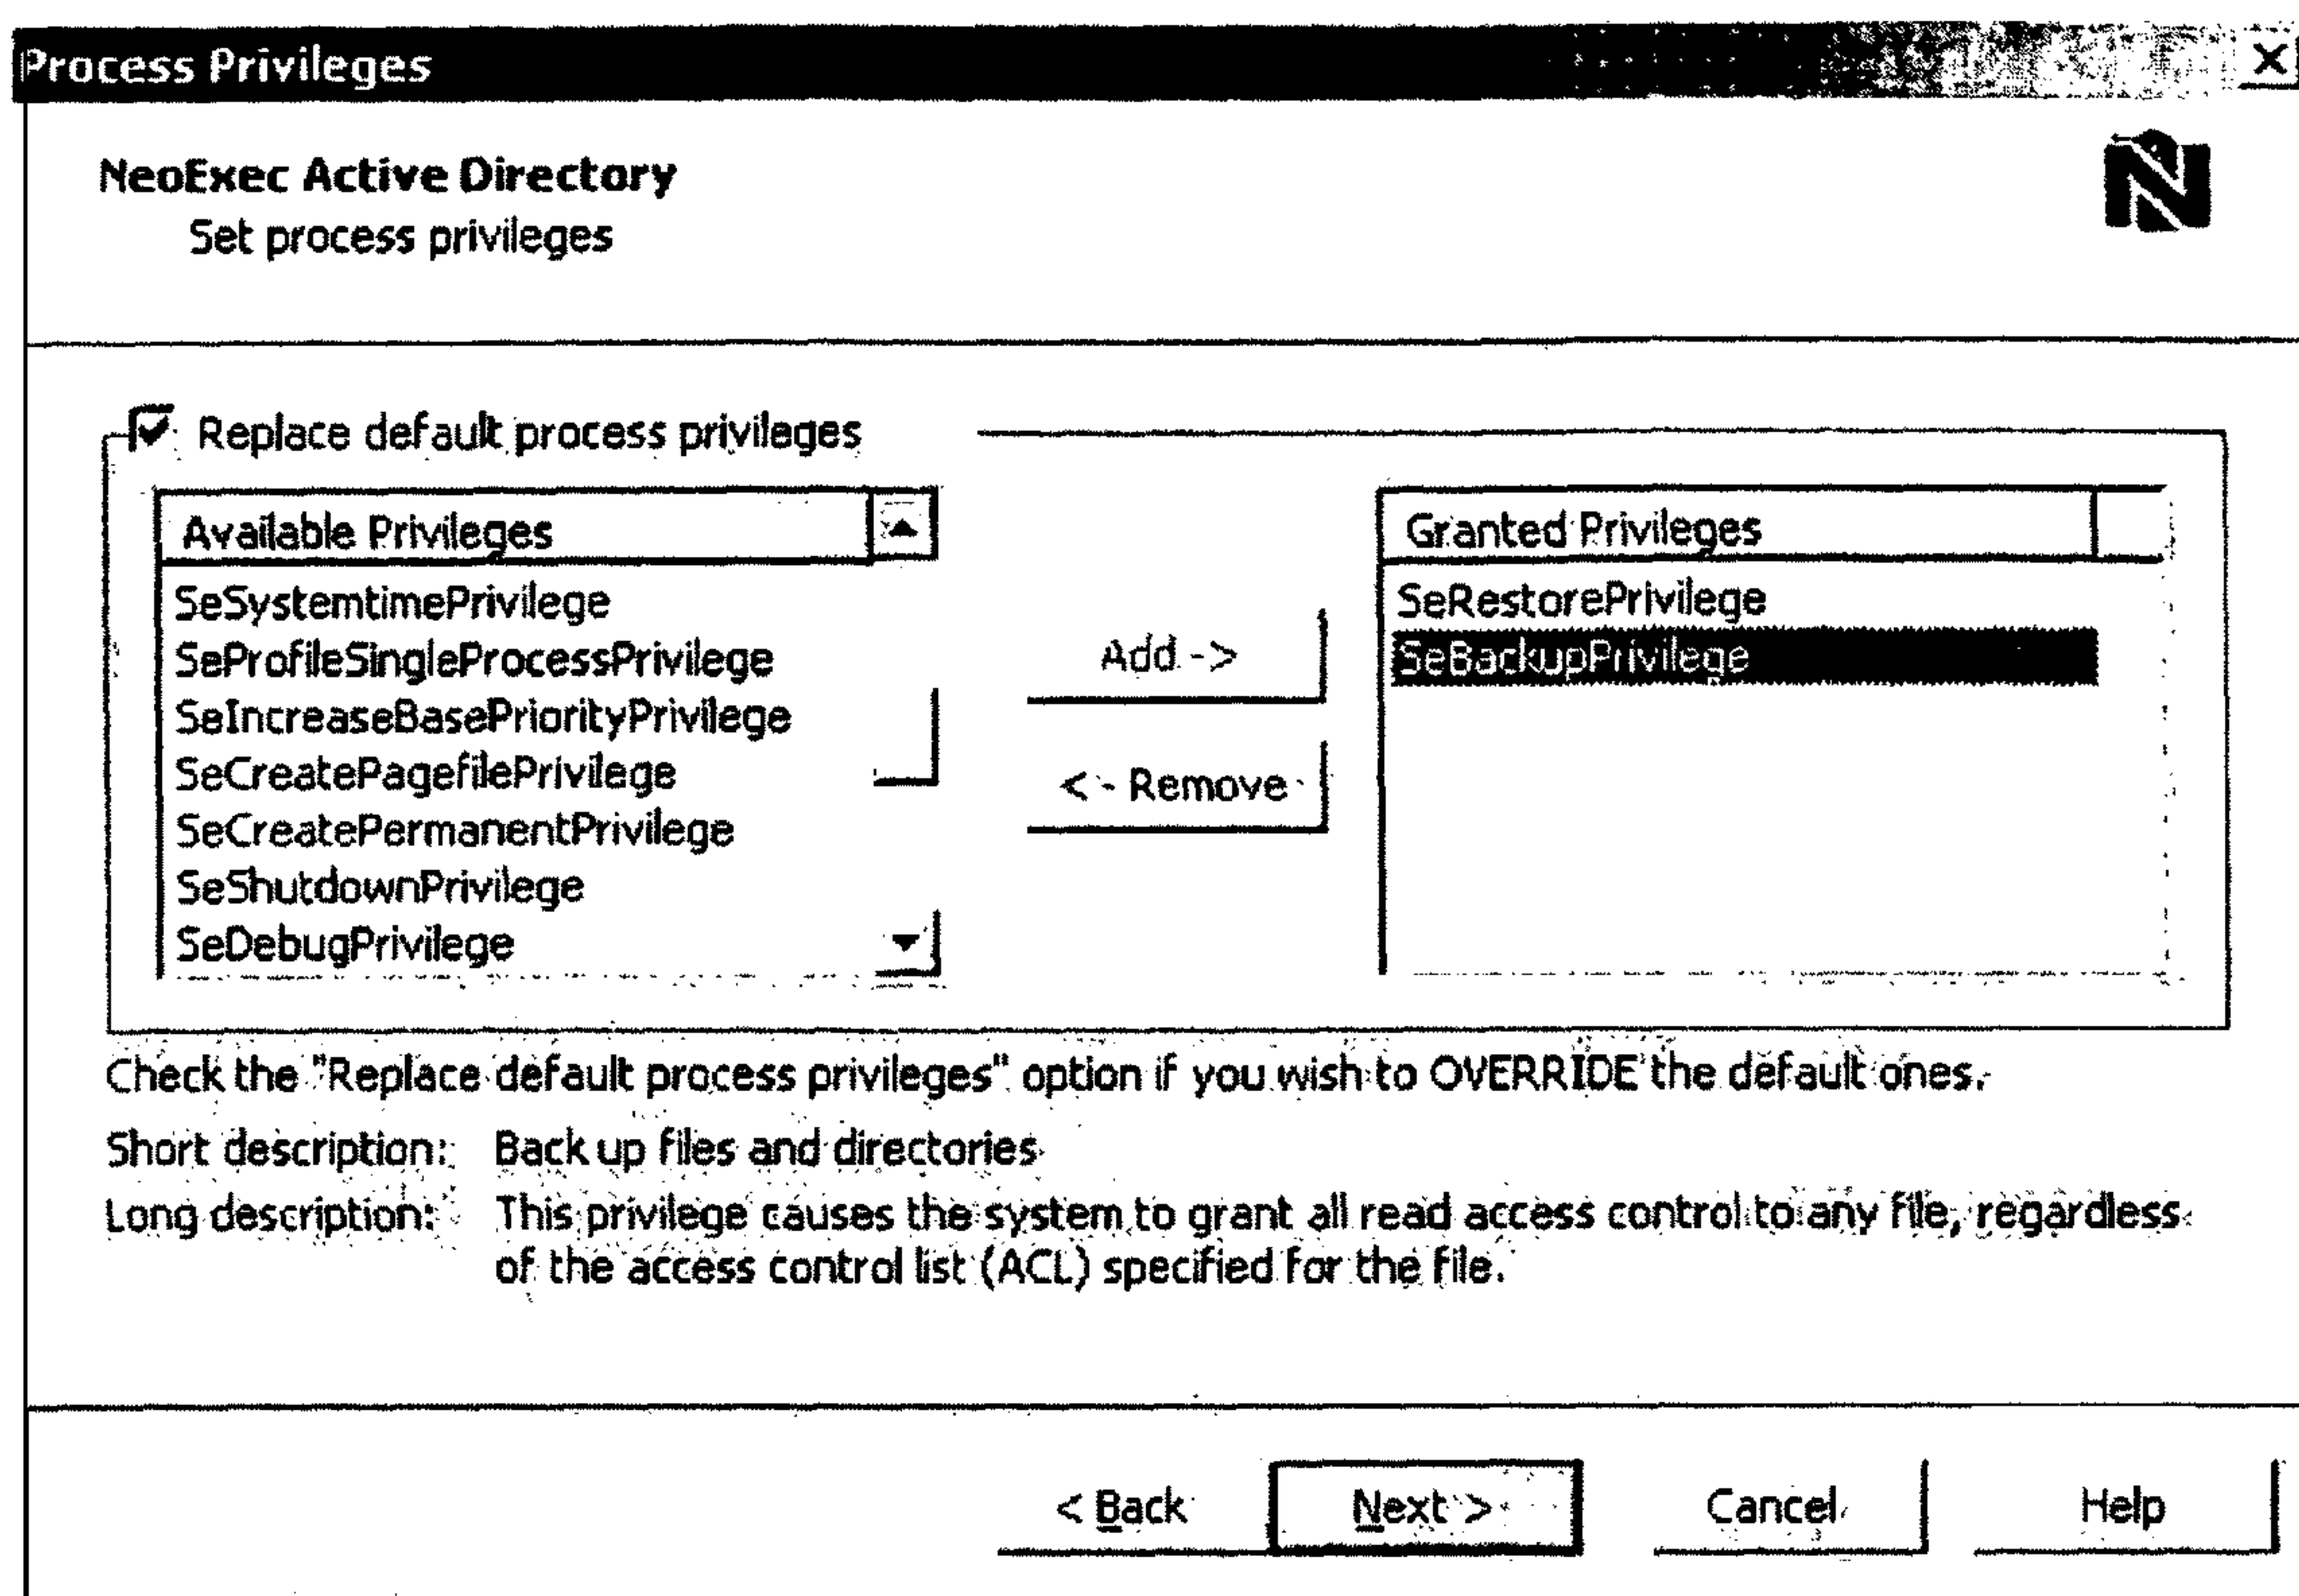 Process Privileges
NeoExec Active Directory
Set process privileges
Replace default process privileges
Available Privileges
SeSystemtimePrivilege
SeProfileSingleProcessPrivilege
SeIncreaseBasePriorityPrivilege
SeCreatePagefilePrivilege
SeCreatePermanentPrivilege
SeShutdownPrivilege
SeDebugPrivilege
Add ->
<- Remove
Granted Privileges
SeRestorePrivilege
SeBackupPrivilege
Check the "Replace default process privileges" option if you wish to OVERRIDE the default ones.
Short description: Back up files and directories
Long description: This privilege causes the system to grant all read access control to any file, regardless
of the access control list (ACL) specified for the file.
< Back Next > Cancel Help